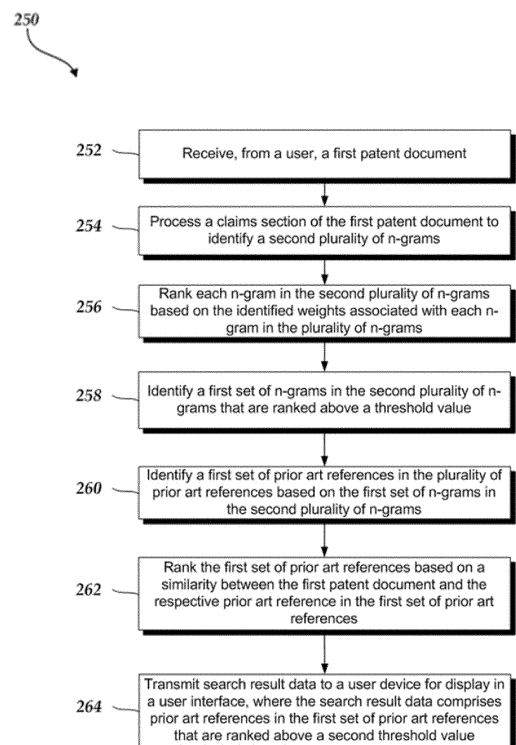 250
252
Receive, from a user, a first patent document
254
Process a claims section of the first patent document to
identify a second plurality of n-grams
256
Rank each n-gram in the second plurality of n-grams
based on the identified weights associated with each n-
gram in the plurality of n-grams
258
Identify a first set of n-grams in the second plurality of n-
grams that are ranked above a threshold value
260
Identify a first set of prior art references in the plurality of
prior art references based on the first set of n-grams in
the second plurality of n-grams
262
Rank the first set of prior art references based on a
similarity between the first patent document and the
respective prior art reference in the first set of prior art
references
264
Transmit search result data to a user device for display in
a user interface, where the search result data comprises
prior art references in the first set of prior art references
that are ranked above a second threshold value